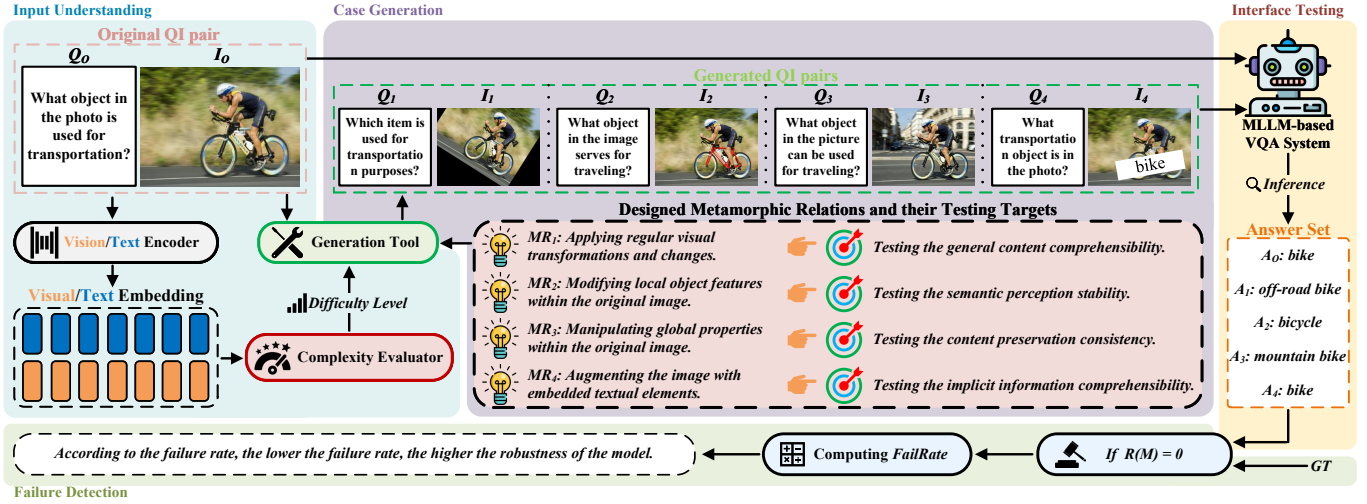 Input Understanding
Case Generation
Interface Testing
Original QI pair
Q_O
I_O
What object in
the photo is
used for
transportation?
Generated QI pairs
Q_1
I_1
Q_2
I_2
Q_3
I_3
Q_4
I_4
Which item is
used for
transportatio
n purposes?
What object
in the image
serves for
traveling?
What object
in the picture
can be used
for traveling?
What
transportatio
n object is in
the photo?
bike
MLLM-based
VQA System
Inference
Vision/Text Encoder
Generation Tool
Visual/Text Embedding
Difficulty Level
Complexity Evaluator
Designed Metamorphic Relations and their Testing Targets
MR_1: Applying regular visual
transformations and changes.
Testing the general content comprehensibility.
MR_2: Modifying local object features
within the original image.
Testing the semantic perception stability.
MR_3: Manipulating global properties
within the original image.
Testing the content preservation consistency.
MR_4: Augmenting the image with
embedded textual elements.
Testing the implicit information comprehensibility.
Answer Set
A_O: bike
A_1: off-road bike
A_2: bicycle
A_3: mountain bike
A_4: bike
According to the failure rate, the lower the failure rate, the higher the robustness of the model.
Computing FailRate
If R(M) = 0
GT
Failure Detection